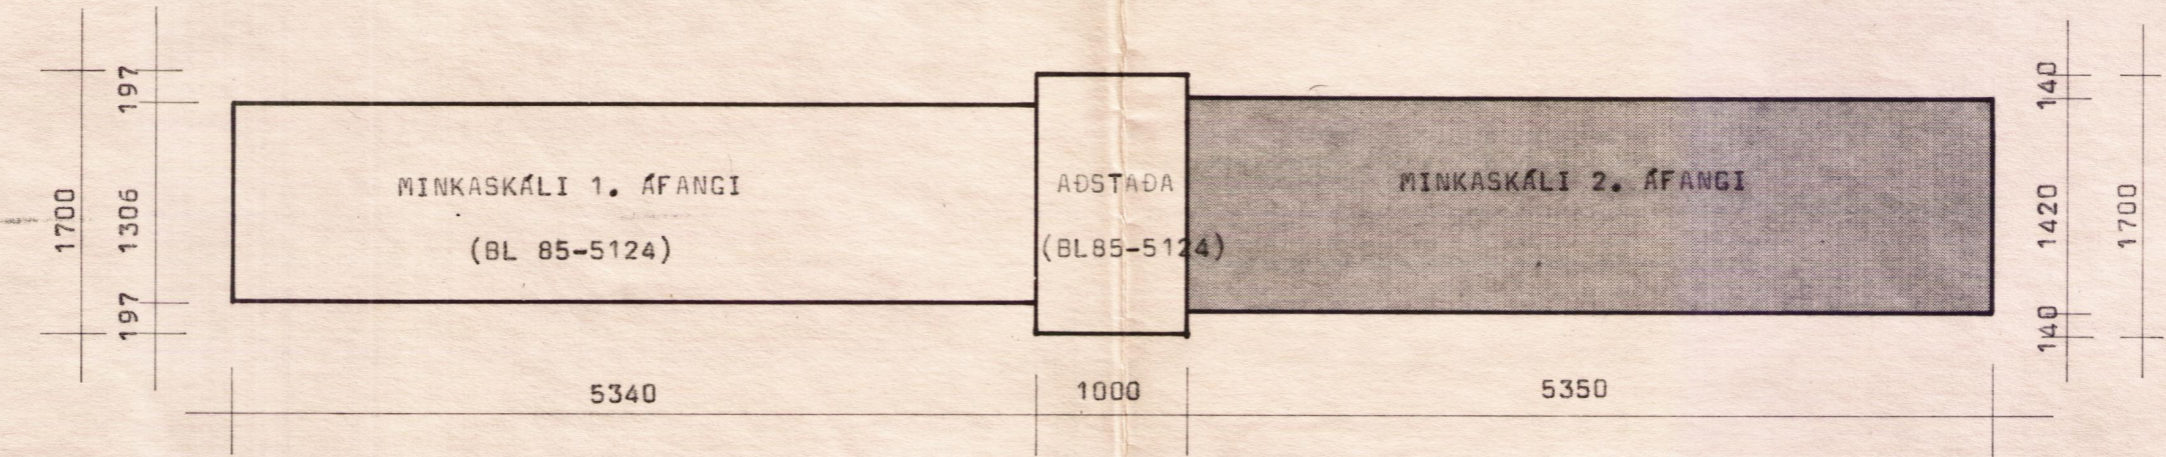 MINKASKÁLI 1. ÁFANGI
(BL 85-5124)
AÐSTAÐA
(BL85-5124)
MINKASKÁLI 2. ÁFANGI
1700
197
1306
197
140
1420
140
1700
5340
1000
5350